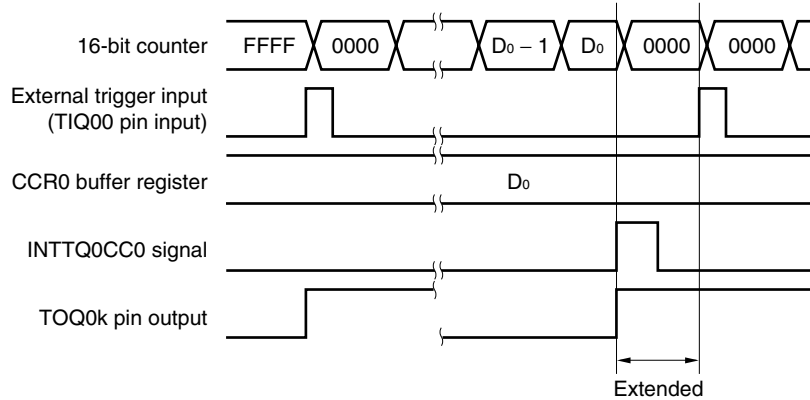 16-bit counter FFFF 0000 D₀ − 1 D₀ 0000 0000
External trigger input
(TIQ00 pin input)
CCR0 buffer register D₀
INTTQ0CC0 signal
TOQ0k pin output
Extended